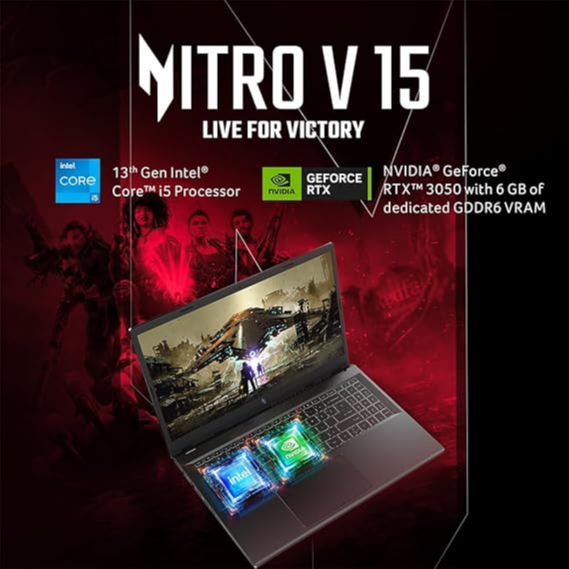 NITRO V 15
LIVE FOR VICTORY
intel
CORE
i5
13th Gen Intel®
Core™ i5 Processor
NVIDIA
GEFORCE
RTX
NVIDIA® GeForce®
RTX™ 3050 with 6 GB of
dedicated GDDR6 VRAM
intel
NVIDIA